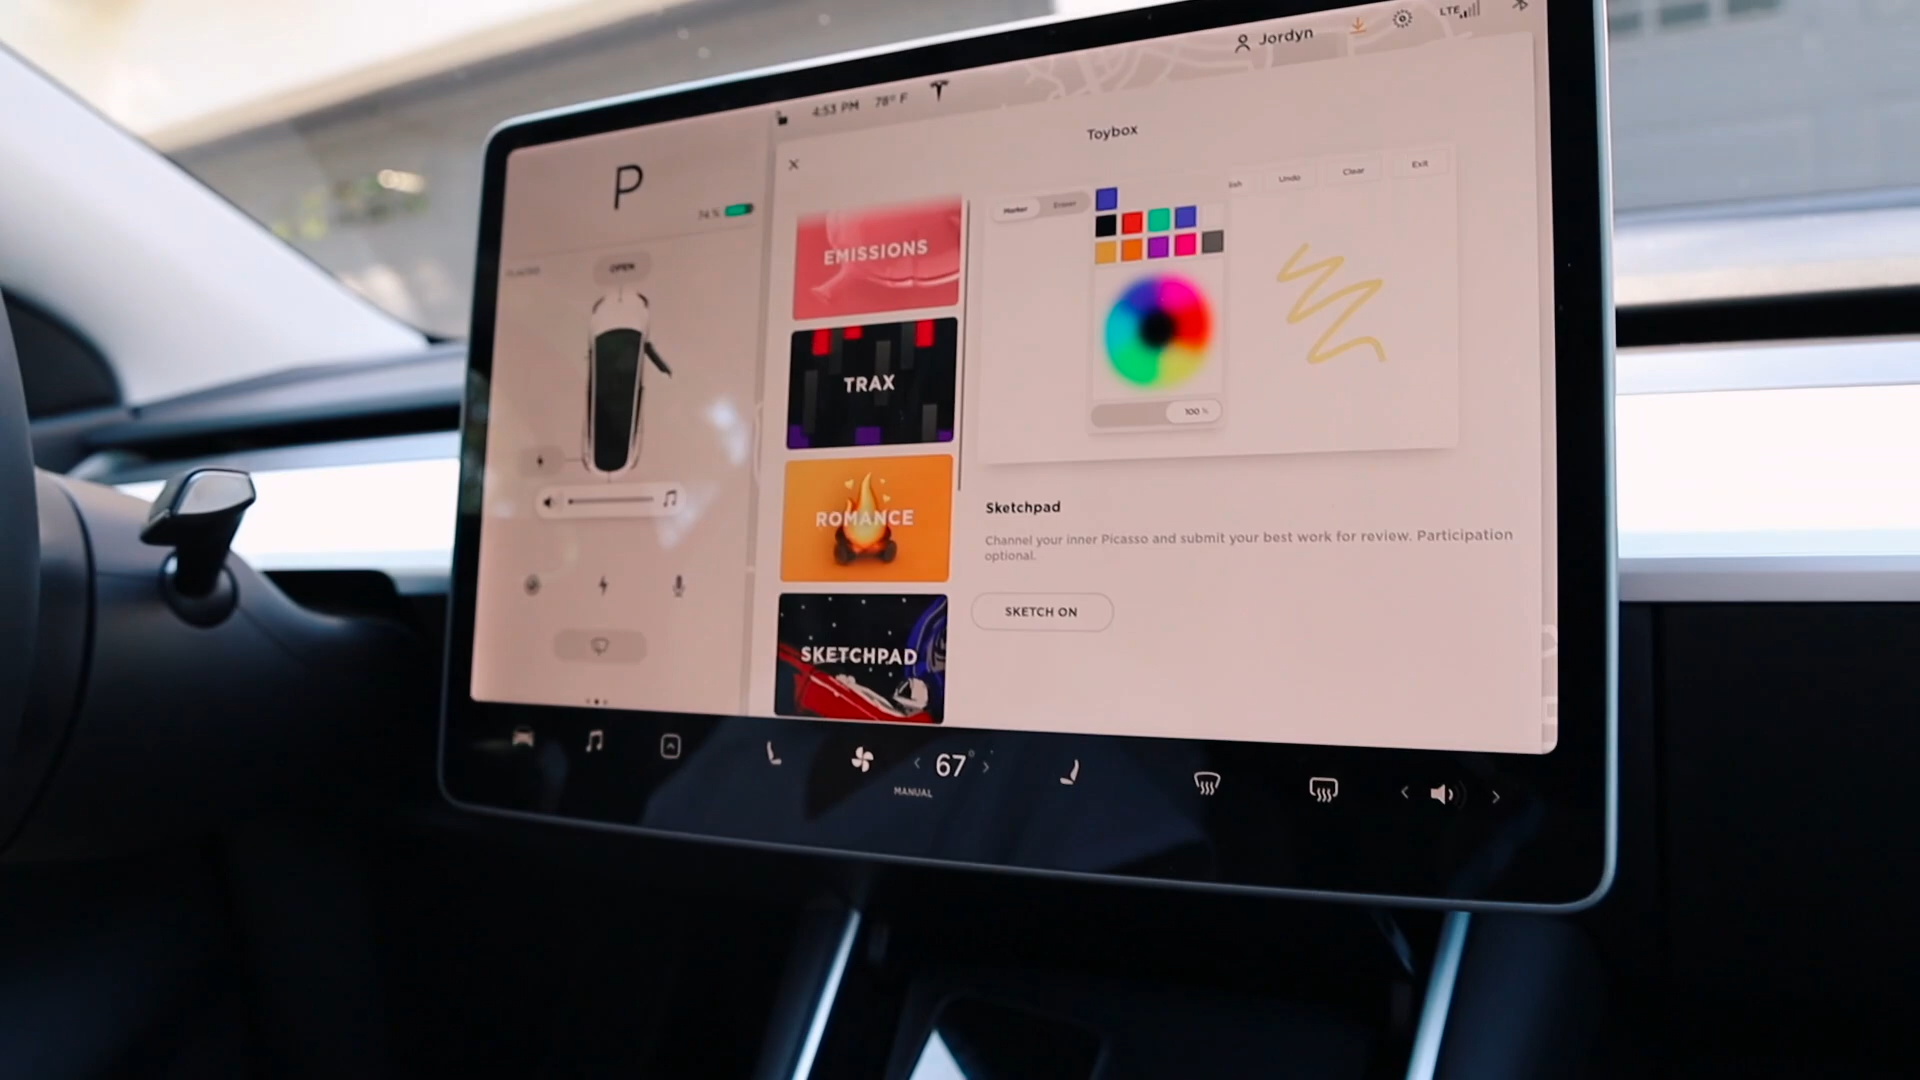 Jordyn
LTE
4:53 PM 78° F
Toybox
P
74 %
OPEN
EMISSIONS
TRAX
ROMANCE
SKETCHPAD
Marker Eraser
Undo Clear Exit
100 %
Sketchpad
Channel your inner Picasso and submit your best work for review. Participation
optional.
SKETCH ON
67°
MANUAL